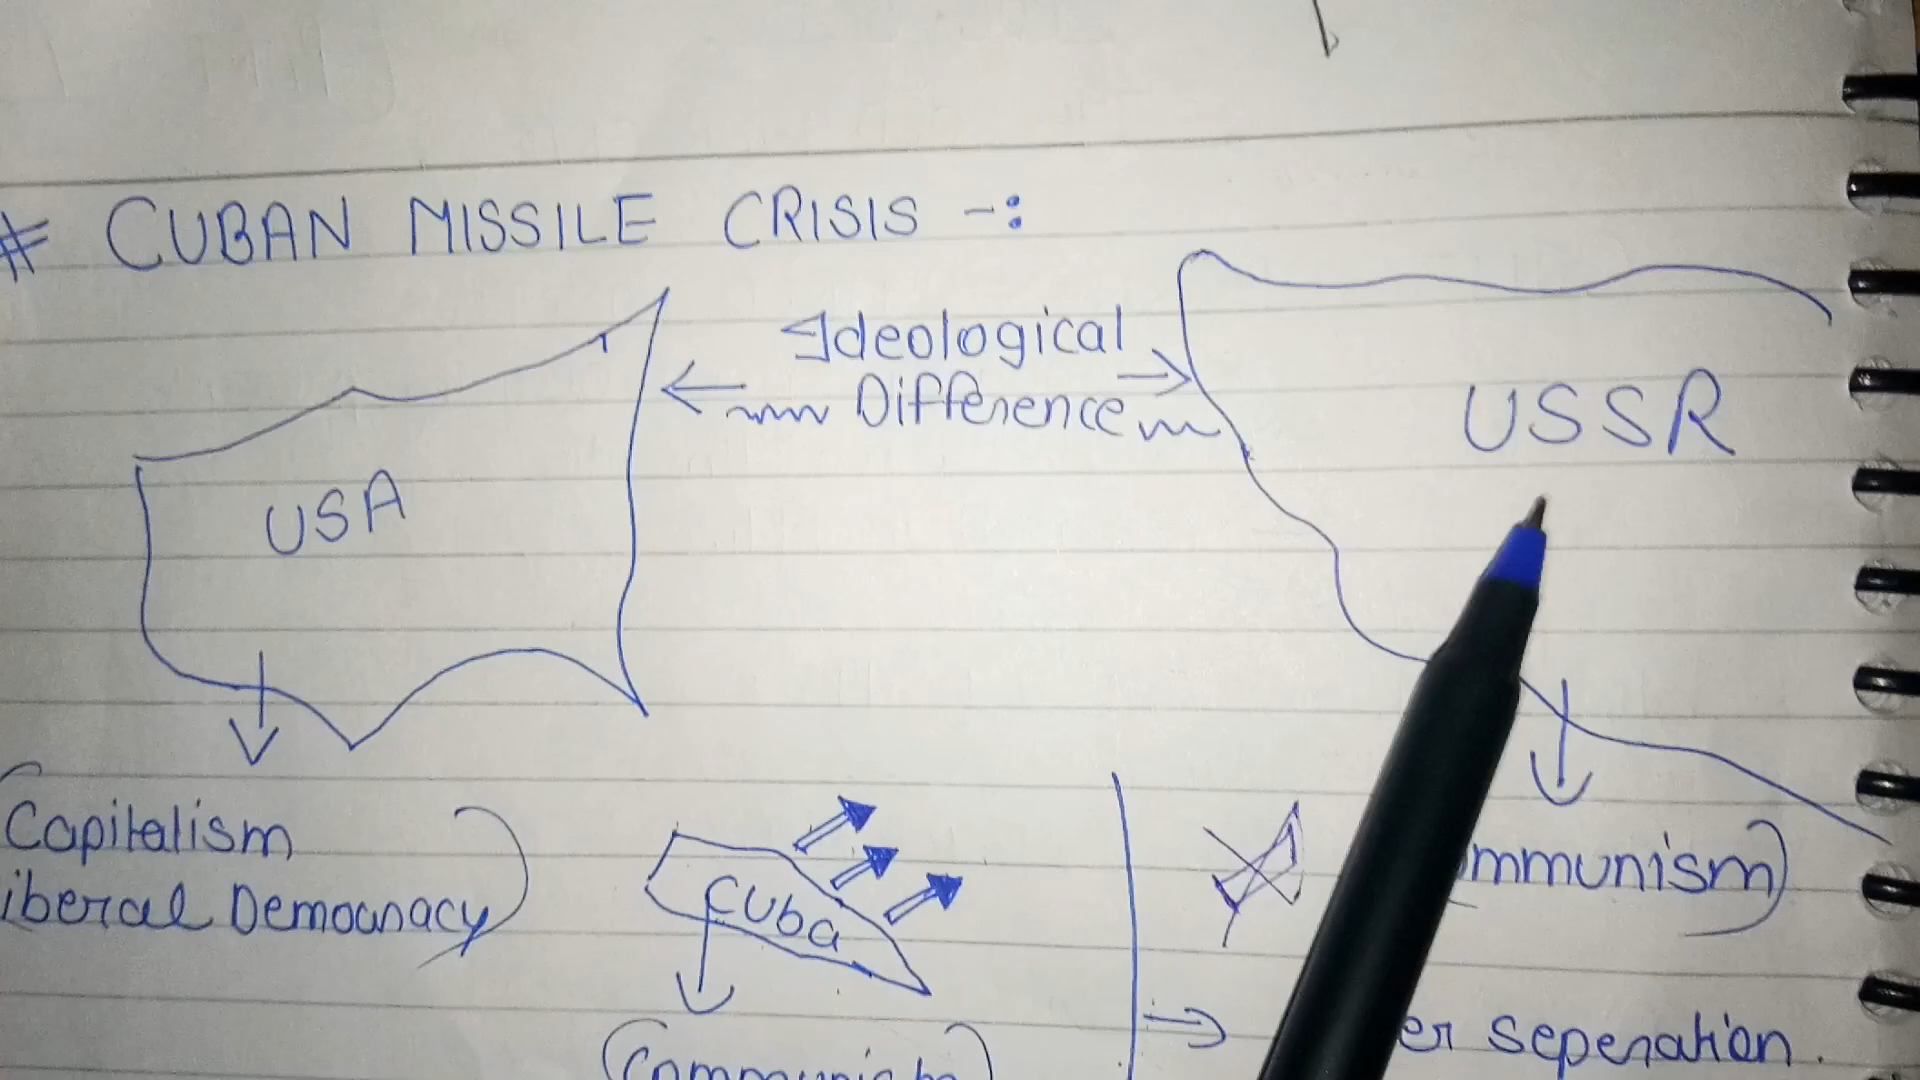 # CUBAN MISSILE CRISIS -:
Ideological
Difference
USSR
USA
Capitalism
iberal Democracy
Cuba
mmunism)
er seperation.